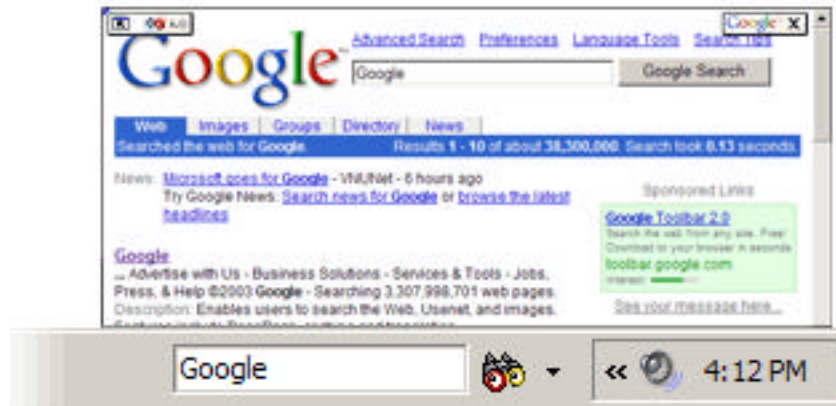 Google X
Google™ Advanced Search Preferences Language Tools Search Tips
Google Google Search
Web Images Groups Directory News
Searched the web for Google. Results 1 - 10 of about 38,300,000. Search took 0.13 seconds.
News: Microsoft goes for Google - VNUNet - 6 hours ago
Try Google News: Search news for Google or browse the latest
headlines
Google
... Advertise with Us - Business Solutions - Services & Tools - Jobs,
Press, & Help ©2003 Google - Searching 3,307,998,701 web pages.
Description: Enables users to search the Web, Usenet, and images.
Sponsored Links
Google Toolbar 2.0
Search the web from any site. Free!
Download to your browser in seconds
toolbar.google.com
Interest:
See your message here...
Google « 4:12 PM